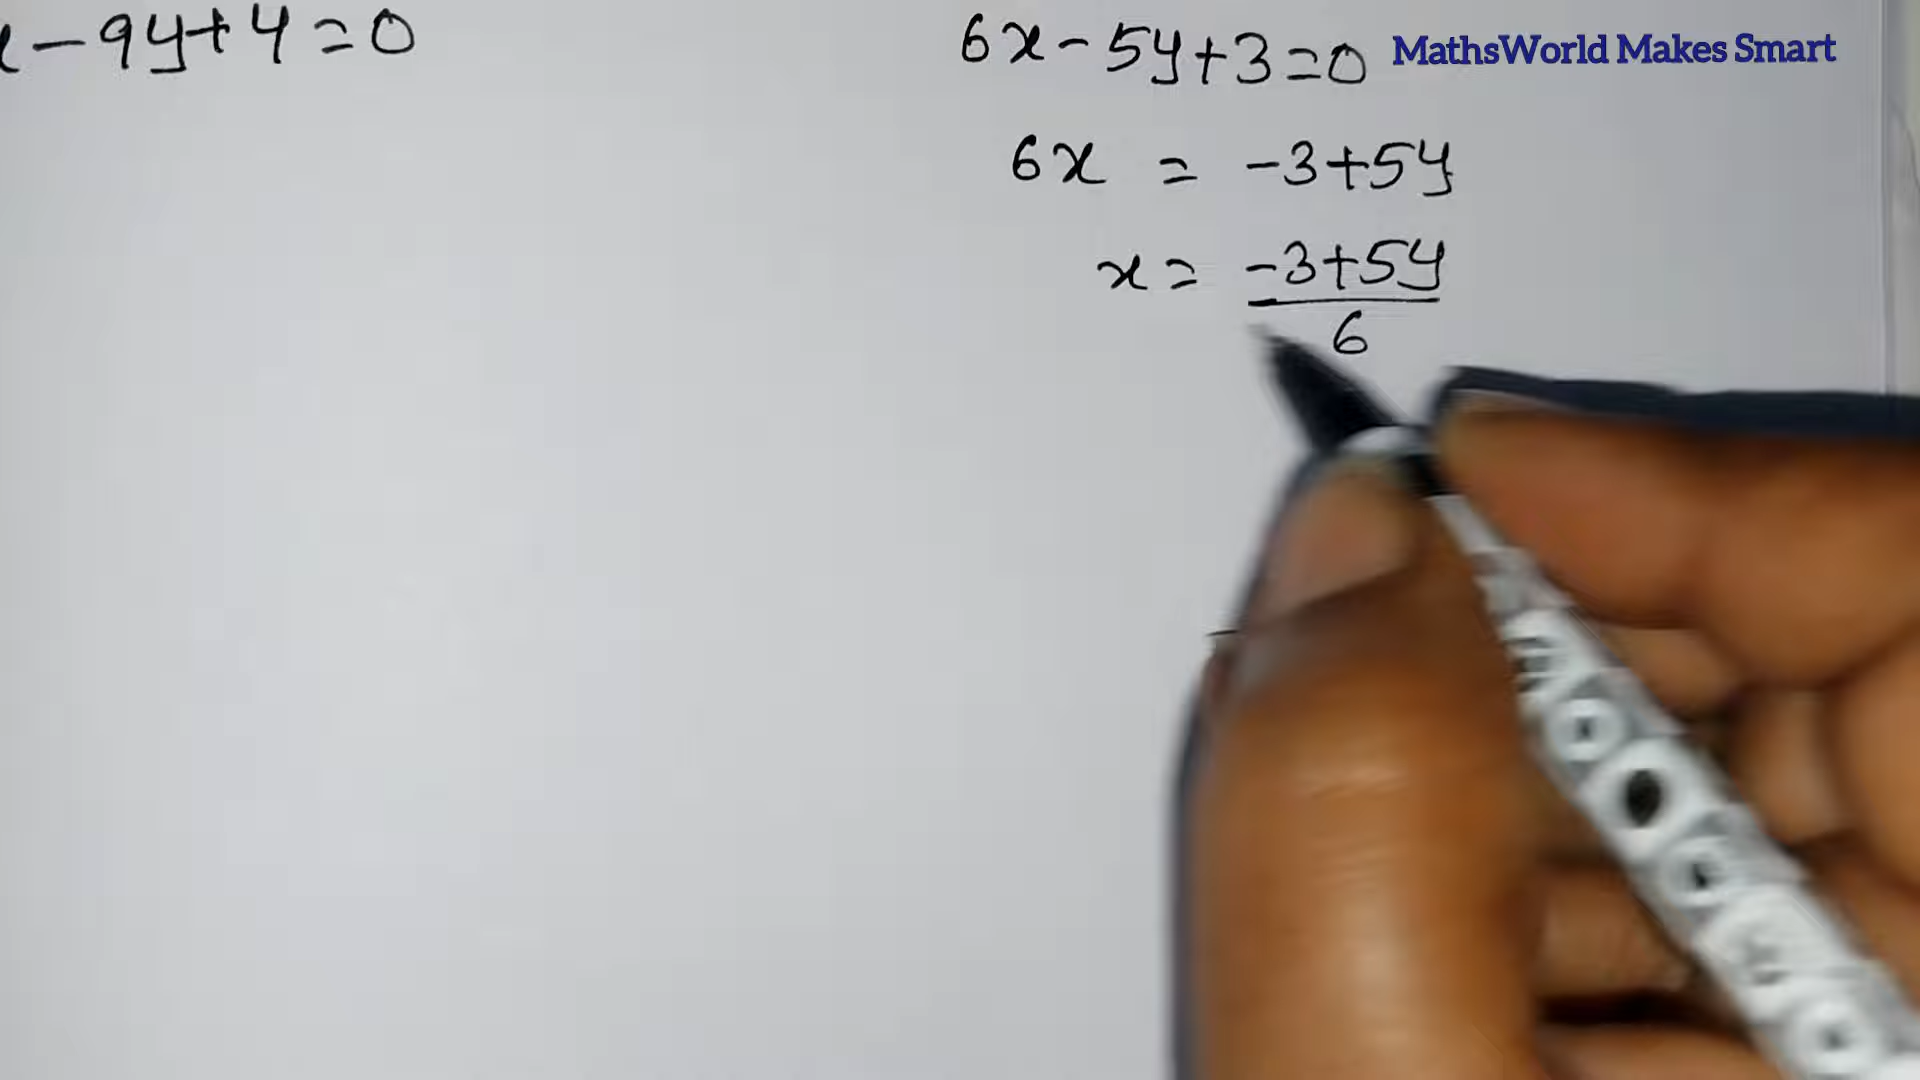 x-9y+4=0
6x-5y+3=0 MathsWorld Makes Smart
6x = -3+5y
x = -3+5y
6